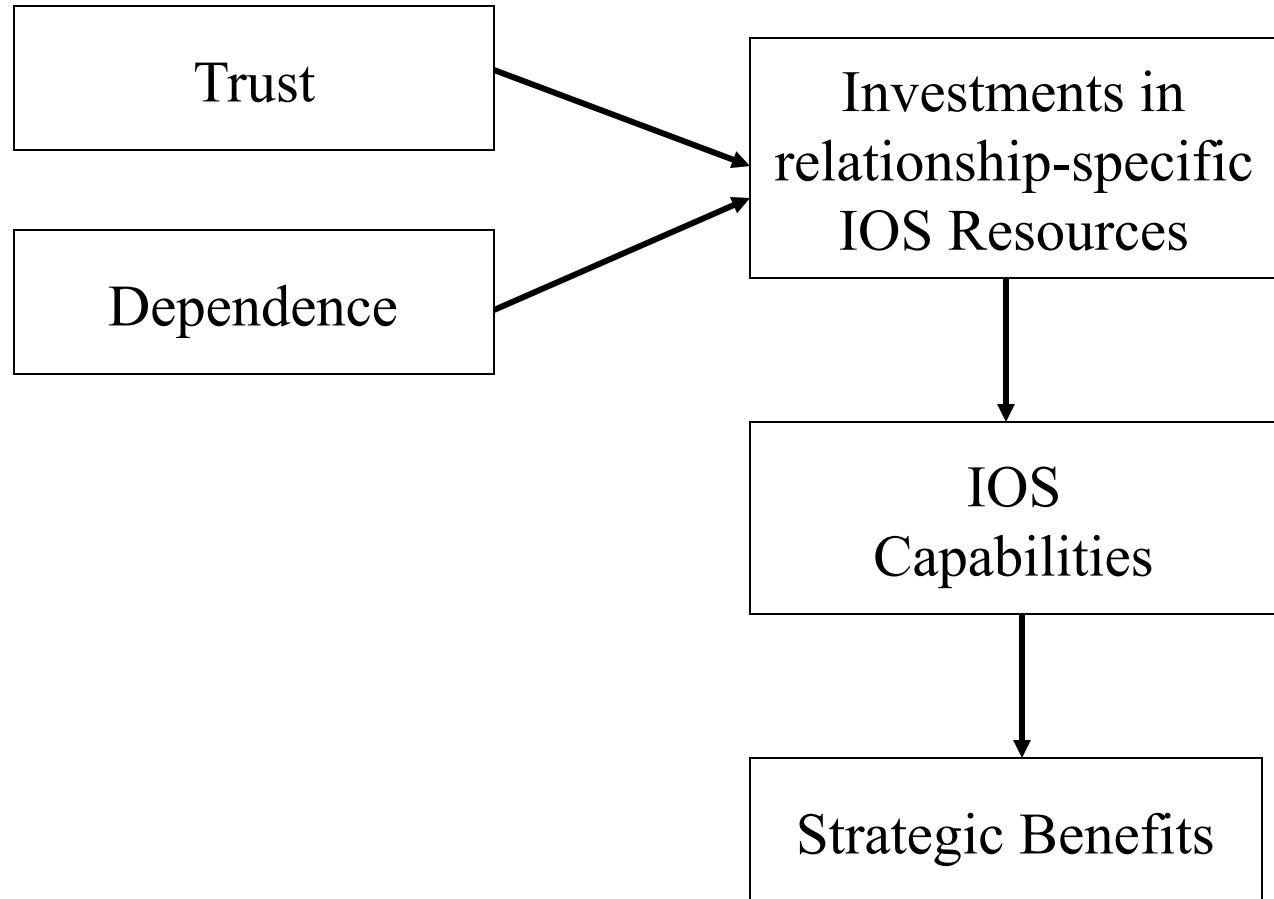 Trust
Investments in
relationship-specific
IOS Resources
Dependence
IOS
Capabilities
Strategic Benefits